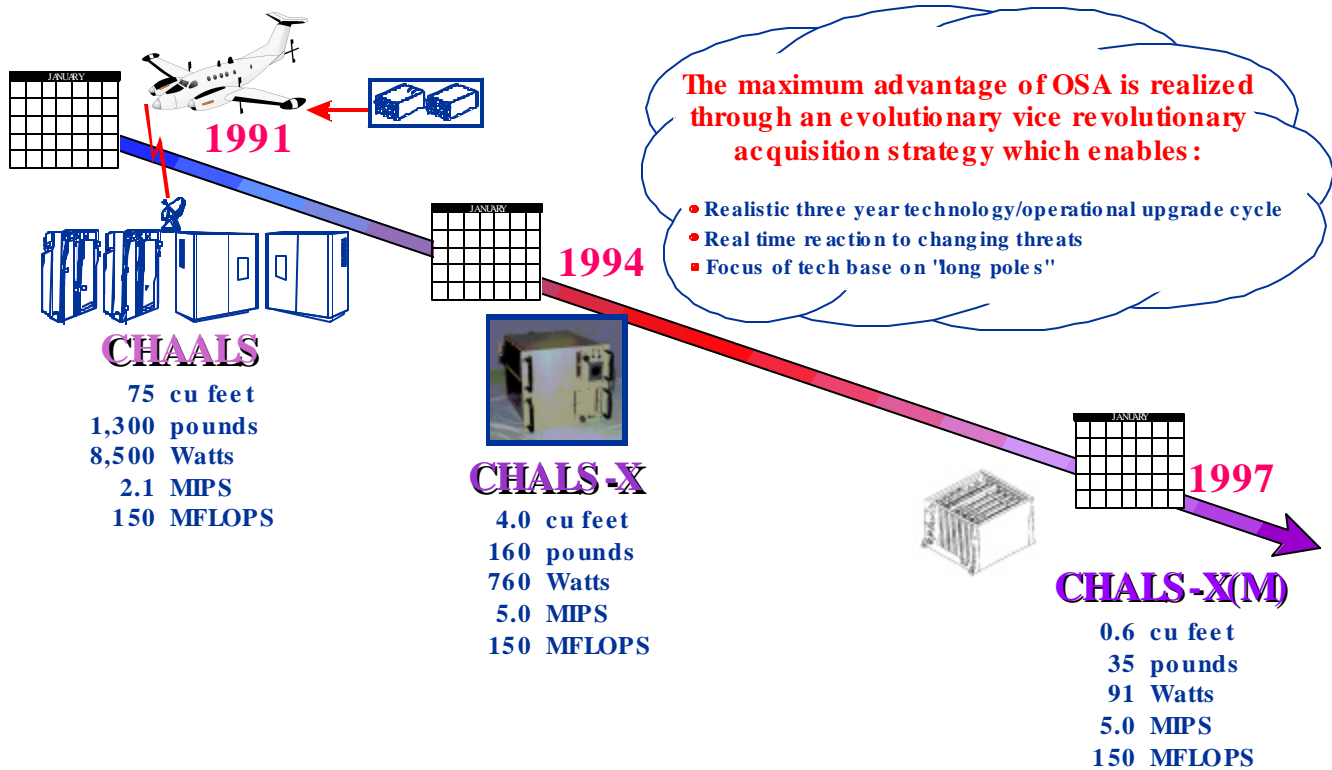 JANUARY
1991
The maximum advantage of OSA is realized
through an evolutionary vice revolutionary
acquisition strategy which enables:
• Realistic three year technology/operational upgrade cycle
• Real time reaction to changing threats
• Focus of tech base on "long poles"
JANUARY
1994
CHAALS
75 cu feet
1,300 pounds
8,500 Watts
2.1 MIPS
150 MFLOPS
CHALS-X
4.0 cu feet
160 pounds
760 Watts
5.0 MIPS
150 MFLOPS
JANUARY
1997
CHALS-X(M)
0.6 cu feet
35 pounds
91 Watts
5.0 MIPS
150 MFLOPS